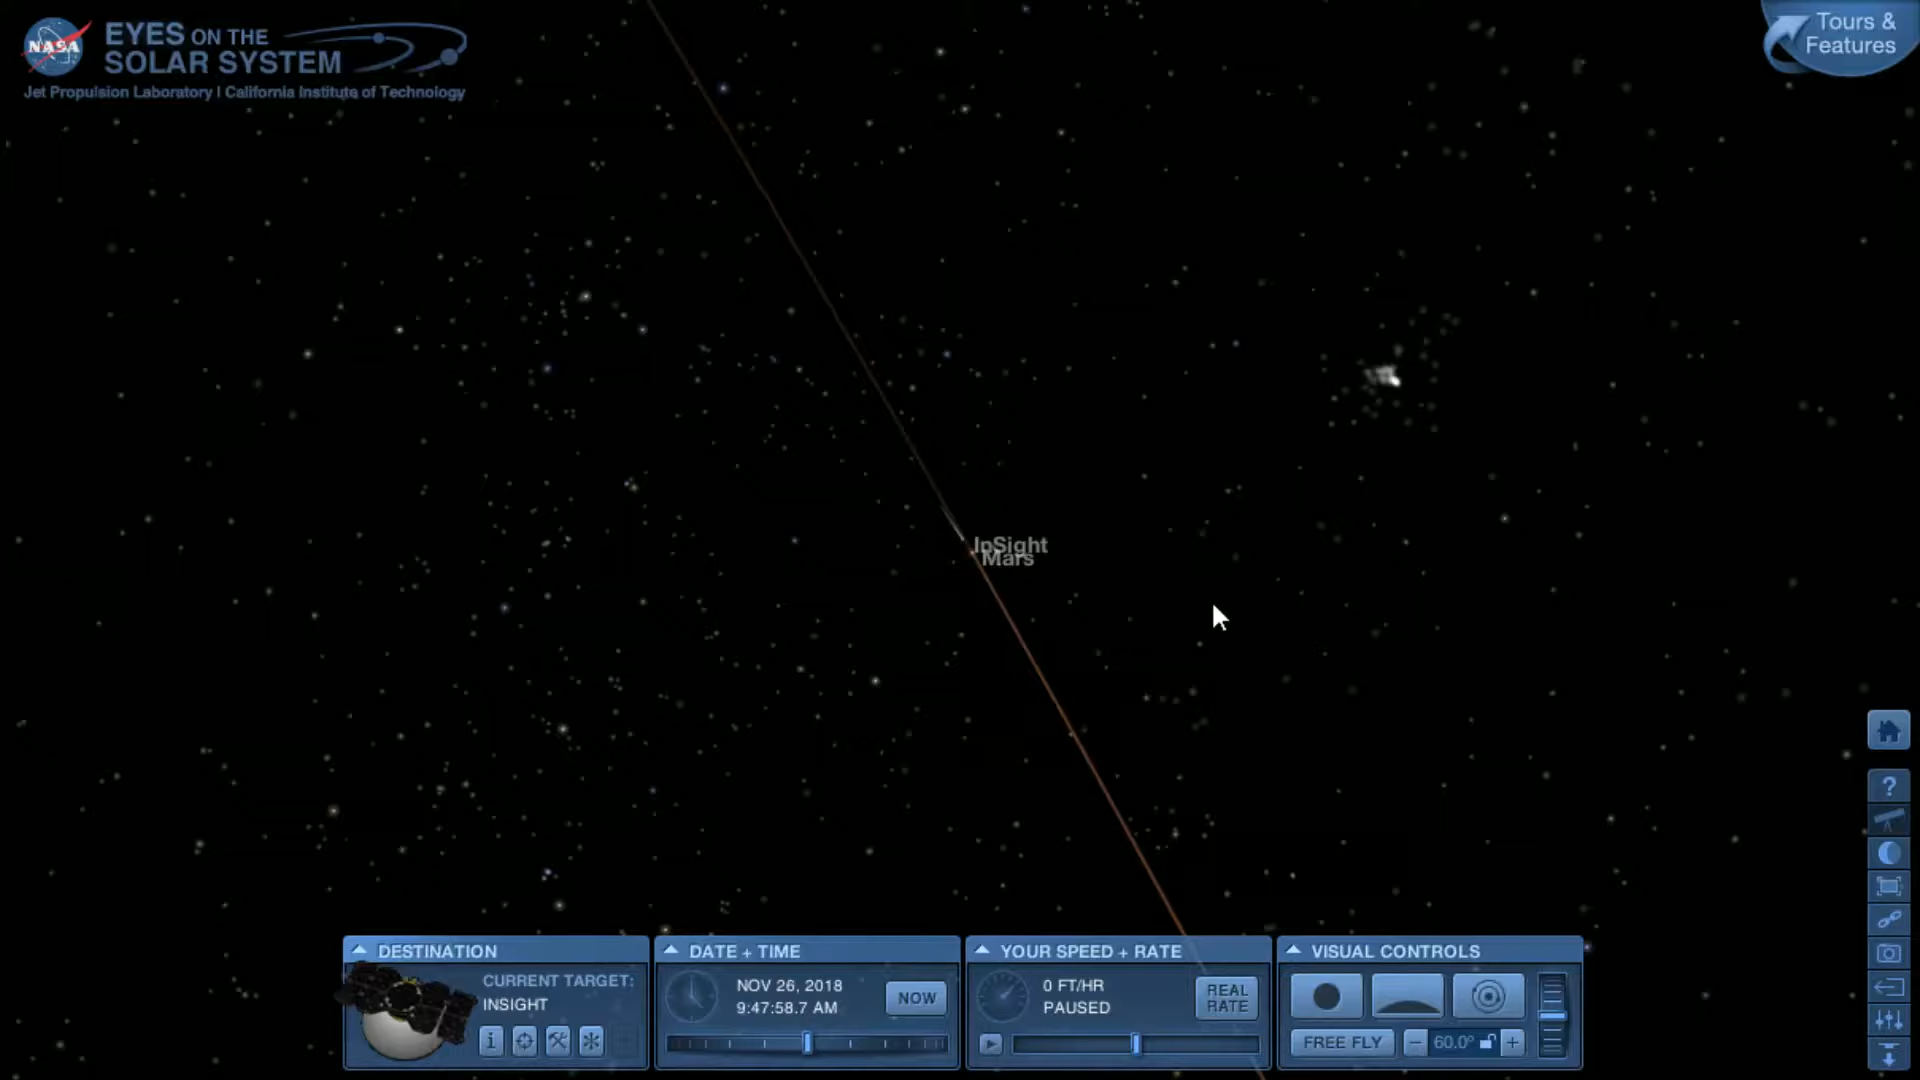 NASA
EYES ON THE
SOLAR SYSTEM
Jet Propulsion Laboratory | California Institute of Technology
Tours &
Features
InSight
Mars
?
DESTINATION
CURRENT TARGET:
INSIGHT
i
DATE + TIME
NOV 26, 2018
9:47:58.7 AM
NOW
YOUR SPEED + RATE
0 FT/HR
PAUSED
REAL
RATE
VISUAL CONTROLS
FREE FLY
− 60.0° +